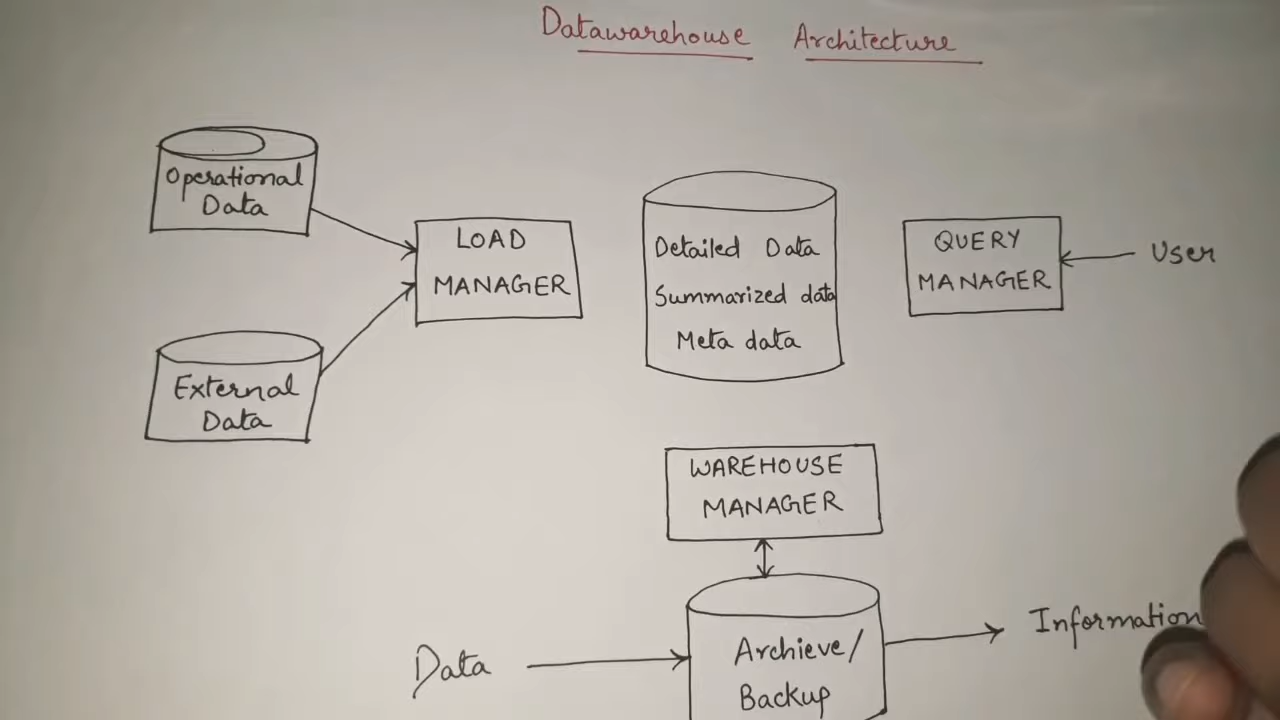 Datawarehouse Architecture
Operational
Data
LOAD
MANAGER
Detailed Data
Summarized data
Meta data
QUERY
MANAGER
User
External
Data
WAREHOUSE
MANAGER
Data
Archieve/
Backup
Information